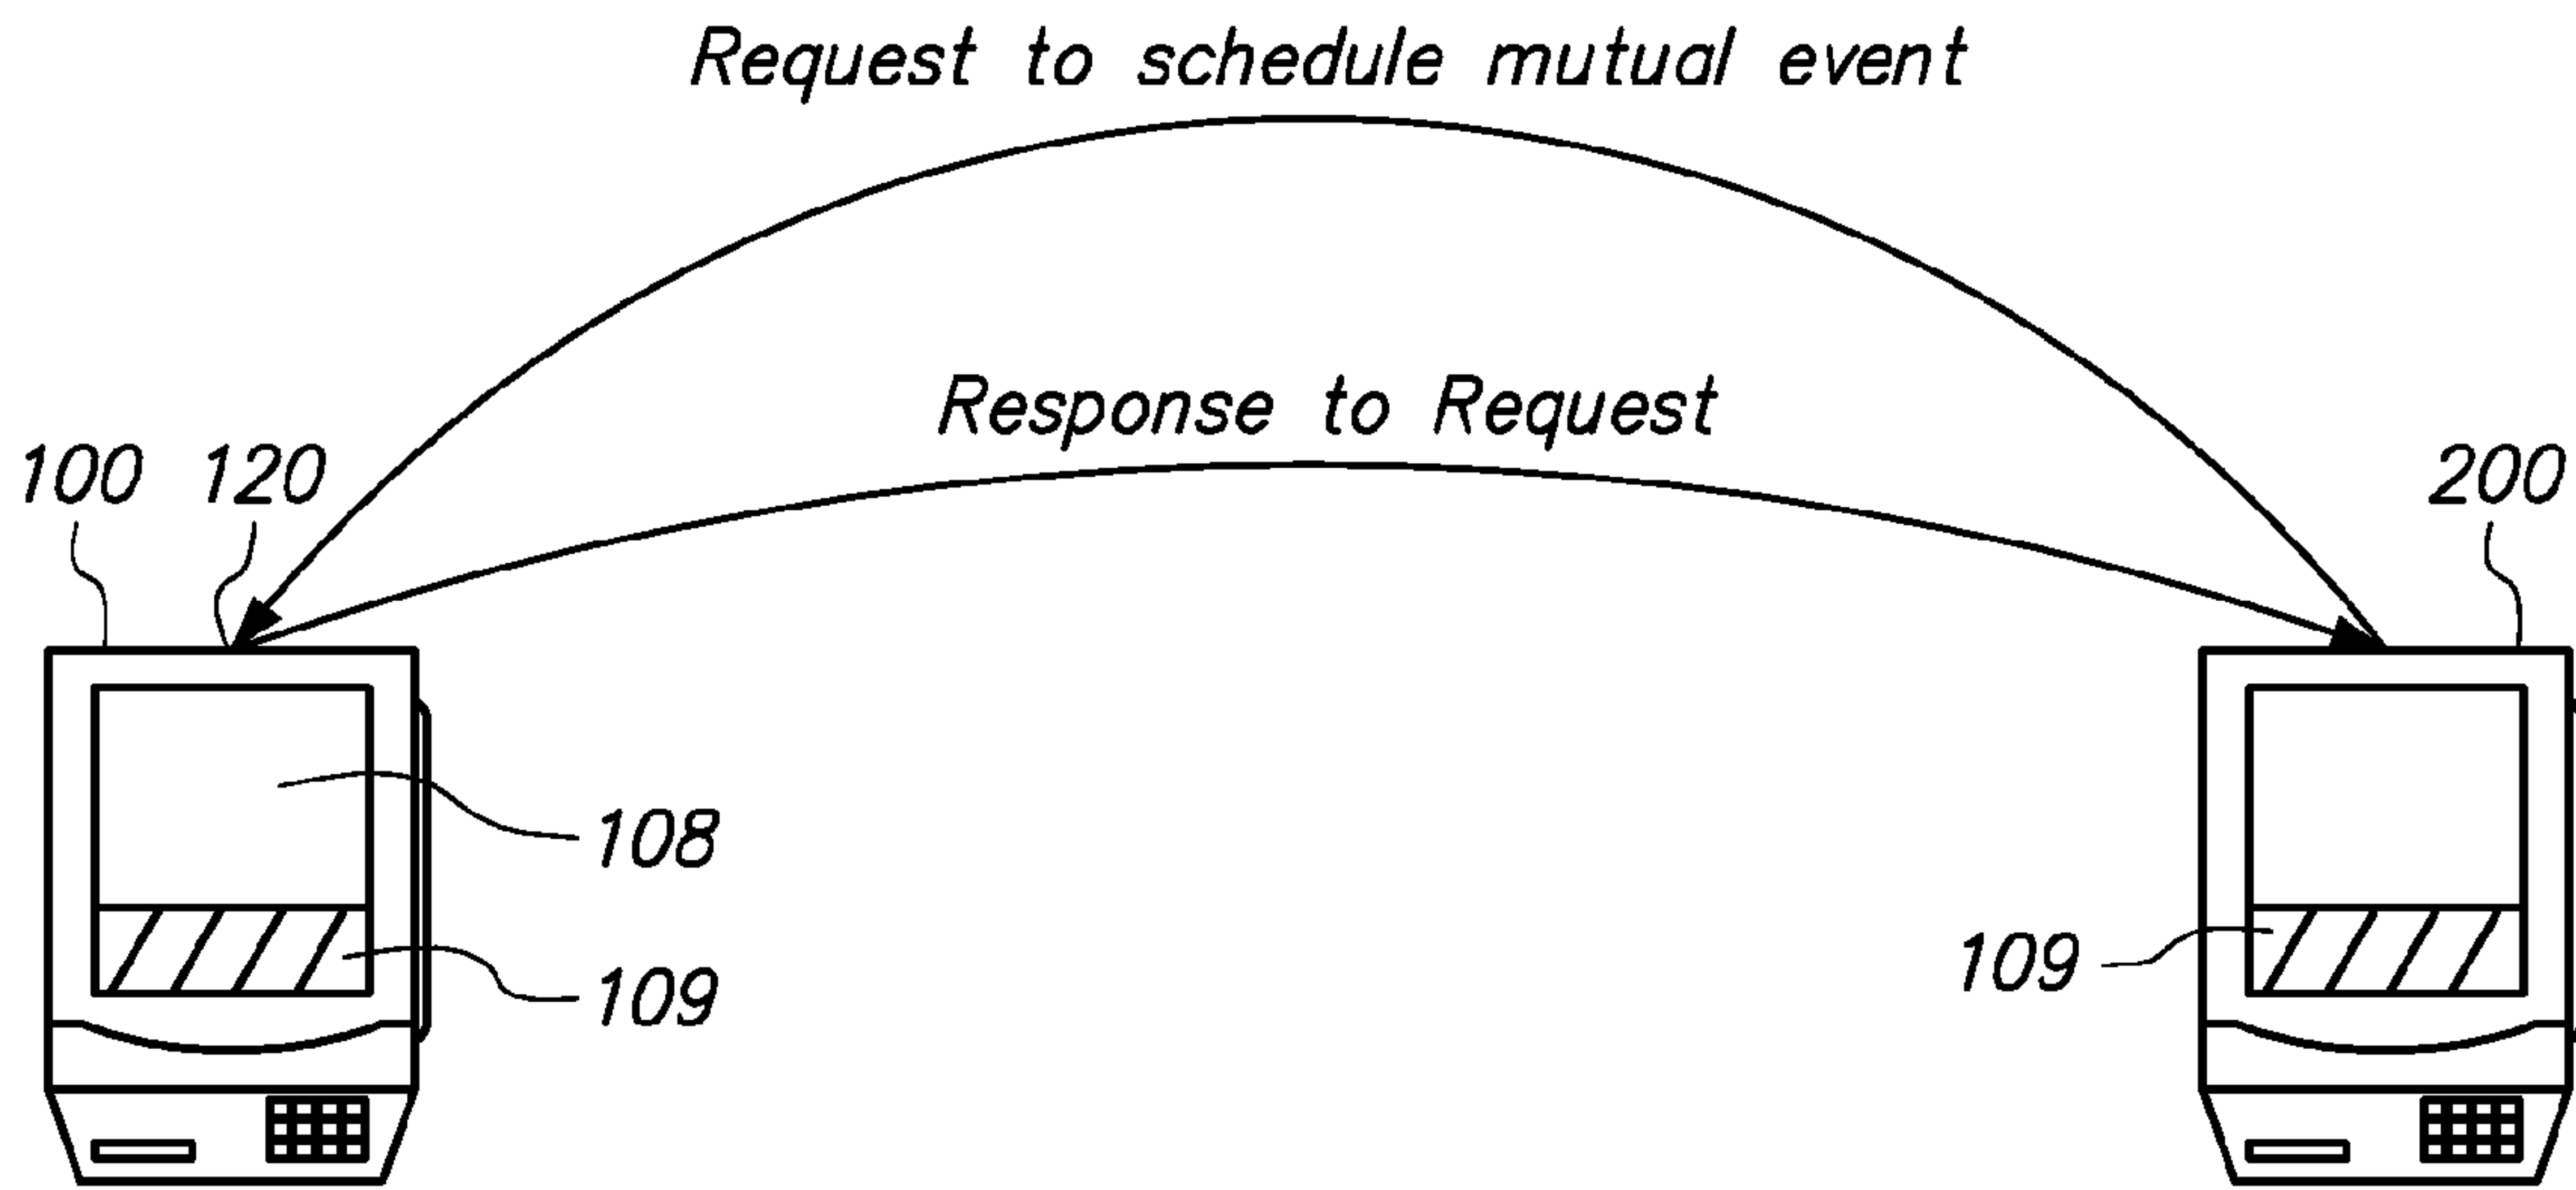 Request to schedule mutual event
Response to Request
100 120 200
108
109 109